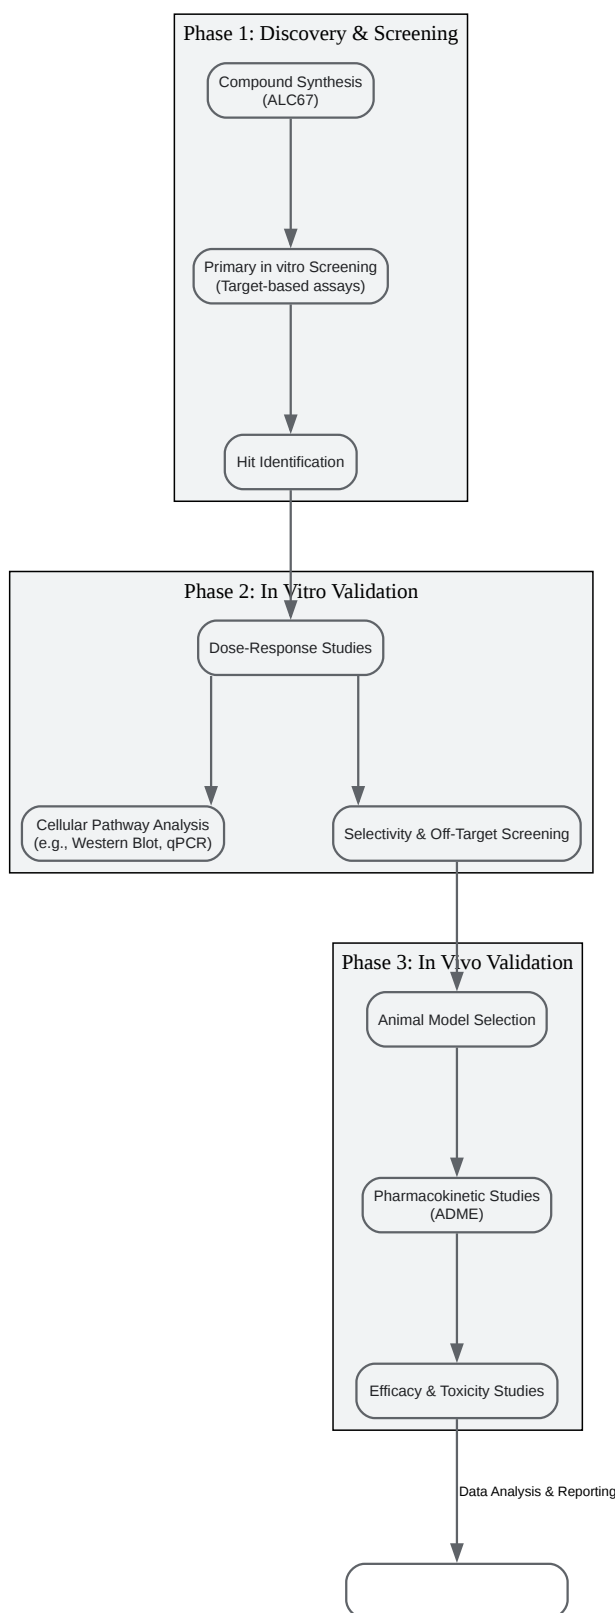 Phase 1: Discovery & Screening
Compound Synthesis
(ALC67)
Primary in vitro Screening
(Target-based assays)
Hit Identification
Phase 2: In Vitro Validation
Dose-Response Studies
Cellular Pathway Analysis
(e.g., Western Blot, qPCR)
Selectivity & Off-Target Screening
Phase 3: In Vivo Validation
Animal Model Selection
Pharmacokinetic Studies
(ADME)
Efficacy & Toxicity Studies
Data Analysis & Reporting